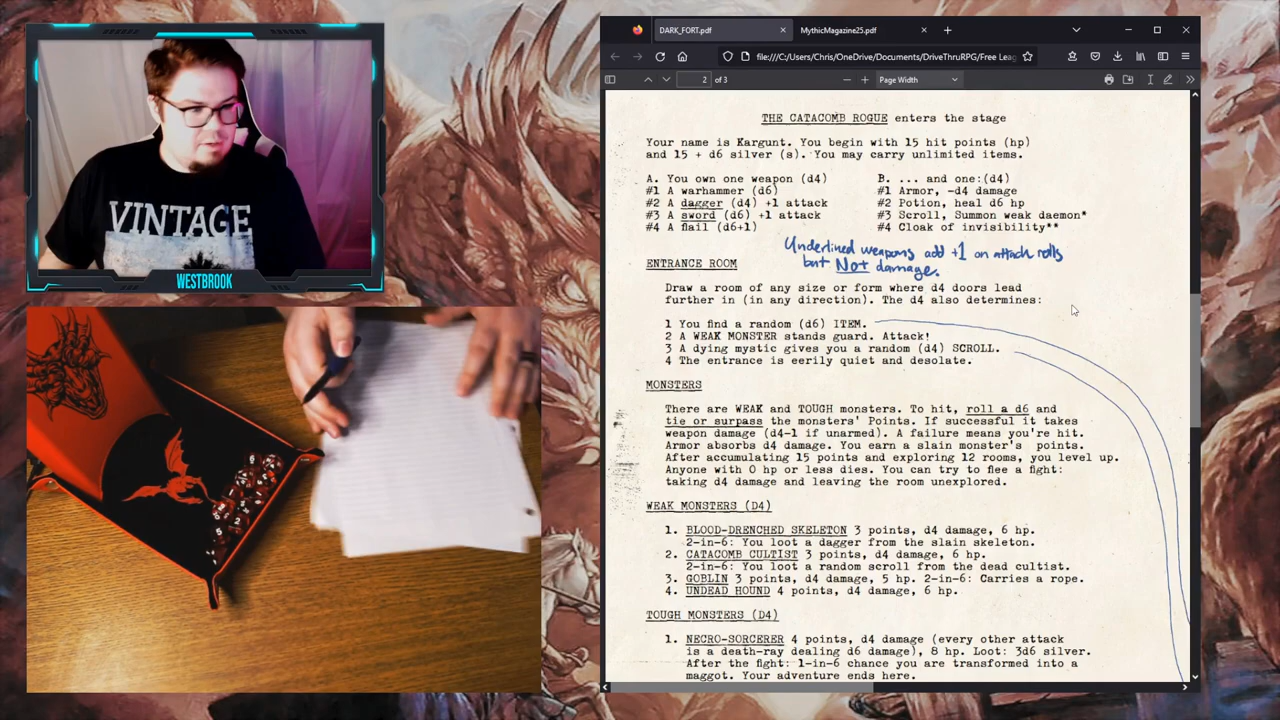 DARK_FORT.pdf
MythicMagazine25.pdf
file:///C:/Users/Chris/OneDrive/Documents/DriveThruRPG/Free Leag
2 of 3
Page Width
VINTAGE
WESTBROOK
THE CATACOMB ROGUE enters the stage
Your name is Kargunt. You begin with 15 hit points (hp)
and 15 + d6 silver (s). You may carry unlimited items.
A. You own one weapon (d4)
#1 A warhammer (d6)
#2 A dagger (d4) +1 attack
#3 A sword (d6) +1 attack
#4 A flail (d6+1)
B. ... and one:(d4)
#1 Armor, -d4 damage
#2 Potion, heal d6 hp
#3 Scroll, Summon weak daemon*
#4 Cloak of invisibility**
Underlined weapons add +1 on attack rolls
but Not damage.
ENTRANCE ROOM
Draw a room of any size or form where d4 doors lead
further in (in any direction). The d4 also determines:
1 You find a random (d6) ITEM.
2 A WEAK MONSTER stands guard. Attack!
3 A dying mystic gives you a random (d4) SCROLL.
4 The entrance is eerily quiet and desolate.
MONSTERS
There are WEAK and TOUGH monsters. To hit, roll a d6 and
tie or surpass the monsters' Points. If successful it takes
weapon damage (d4-1 if unarmed). A failure means you're hit.
Armor absorbs d4 damage. You earn a slain monster's points.
After accumulating 15 points and exploring 12 rooms, you level up.
Anyone with 0 hp or less dies. You can try to flee a fight:
taking d4 damage and leaving the room unexplored.
WEAK MONSTERS (D4)
1. BLOOD-DRENCHED SKELETON 3 points, d4 damage, 6 hp.
2-in-6: You loot a dagger from the slain skeleton.
2. CATACOMB CULTIST 3 points, d4 damage, 6 hp.
2-in-6: You loot a random scroll from the dead cultist.
3. GOBLIN 3 points, d4 damage, 5 hp. 2-in-6: Carries a rope.
4. UNDEAD HOUND 4 points, d4 damage, 6 hp.
TOUGH MONSTERS (D4)
1. NECRO-SORCERER 4 points, d4 damage (every other attack
is a death-ray dealing d6 damage), 8 hp. Loot: 3d6 silver.
After the fight: 1-in-6 chance you are transformed into a
maggot. Your adventure ends here.